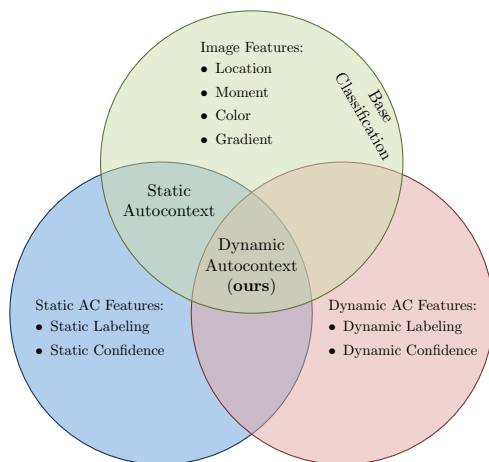 Image Features:
• Location
• Moment
• Color
• Gradient
Base
Classification
Static
Autocontext
Dynamic
Autocontext
(ours)
Static AC Features:
• Static Labeling
• Static Confidence
Dynamic AC Features:
• Dynamic Labeling
• Dynamic Confidence